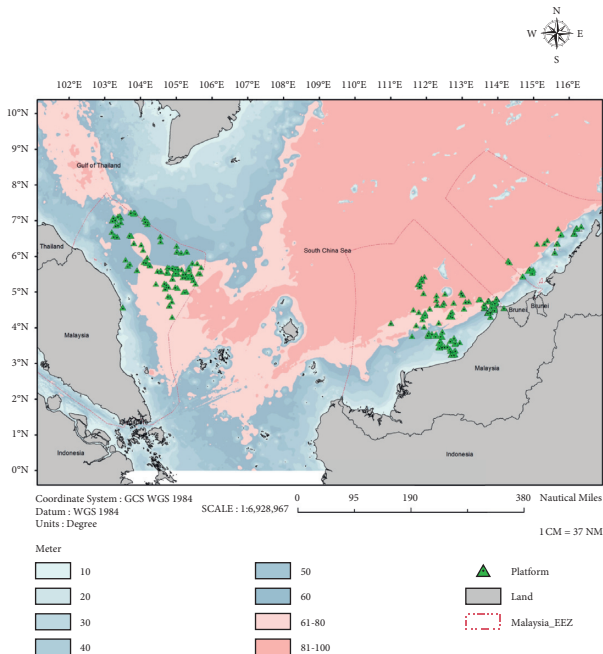 N
W E
S
102°E 103°E 104°E 105°E 106°E 107°E 108°E 109°E 110°E 111°E 112°E 113°E 114°E 115°E 116°E
10°N
9°N
8°N
7°N
6°N
5°N
4°N
3°N
2°N
1°N
0°N
Gulf of Thailand
Thailand
South China Sea
Malaysia
Brunei
Brunei
Malaysia
Indonesia
Indonesia
Coordinate System : GCS WGS 1984
Datum : WGS 1984
Units : Degree
SCALE : 1:6,928,967
0 95 190 380 Nautical Miles
1 CM = 37 NM
Meter
10
20
30
40
50
60
61-80
81-100
Platform
Land
Malaysia_EEZ